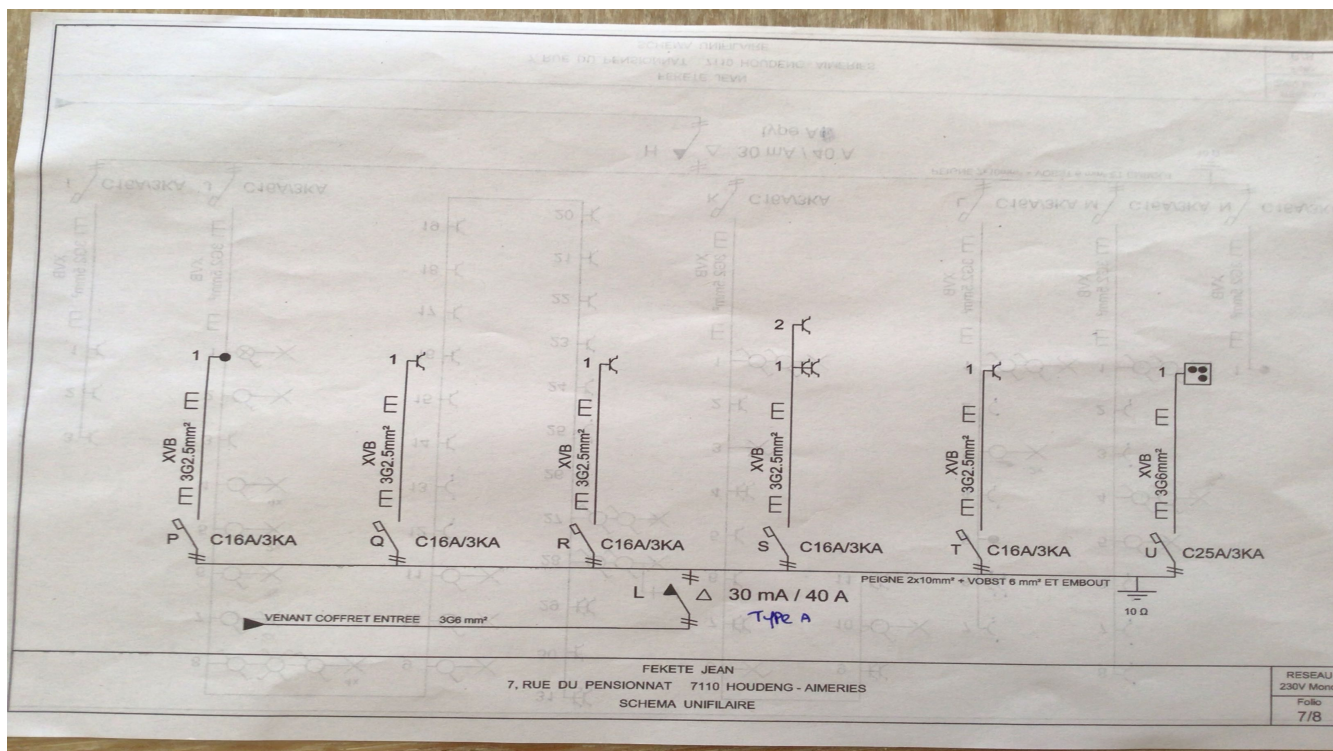 1
1
1
2
1
1
1
XVB
3G2.5mm²
XVB
3G2.5mm²
XVB
3G2.5mm²
XVB
3G2.5mm²
XVB
3G2.5mm²
XVB
3G6mm²
P C16A/3KA
Q C16A/3KA
R C16A/3KA
S C16A/3KA
T C16A/3KA
U C25A/3KA
PEIGNE 2x10mm² + VOBST 6 mm² ET EMBOUT
L 30 mA / 40 A
TYPE A
10 Ω
VENANT COFFRET ENTREE 3G6 mm²
FEKETE JEAN
7, RUE DU PENSIONNAT 7110 HOUDENG - AIMERIES
SCHEMA UNIFILAIRE
RESEAU
230V
Folio
7/8